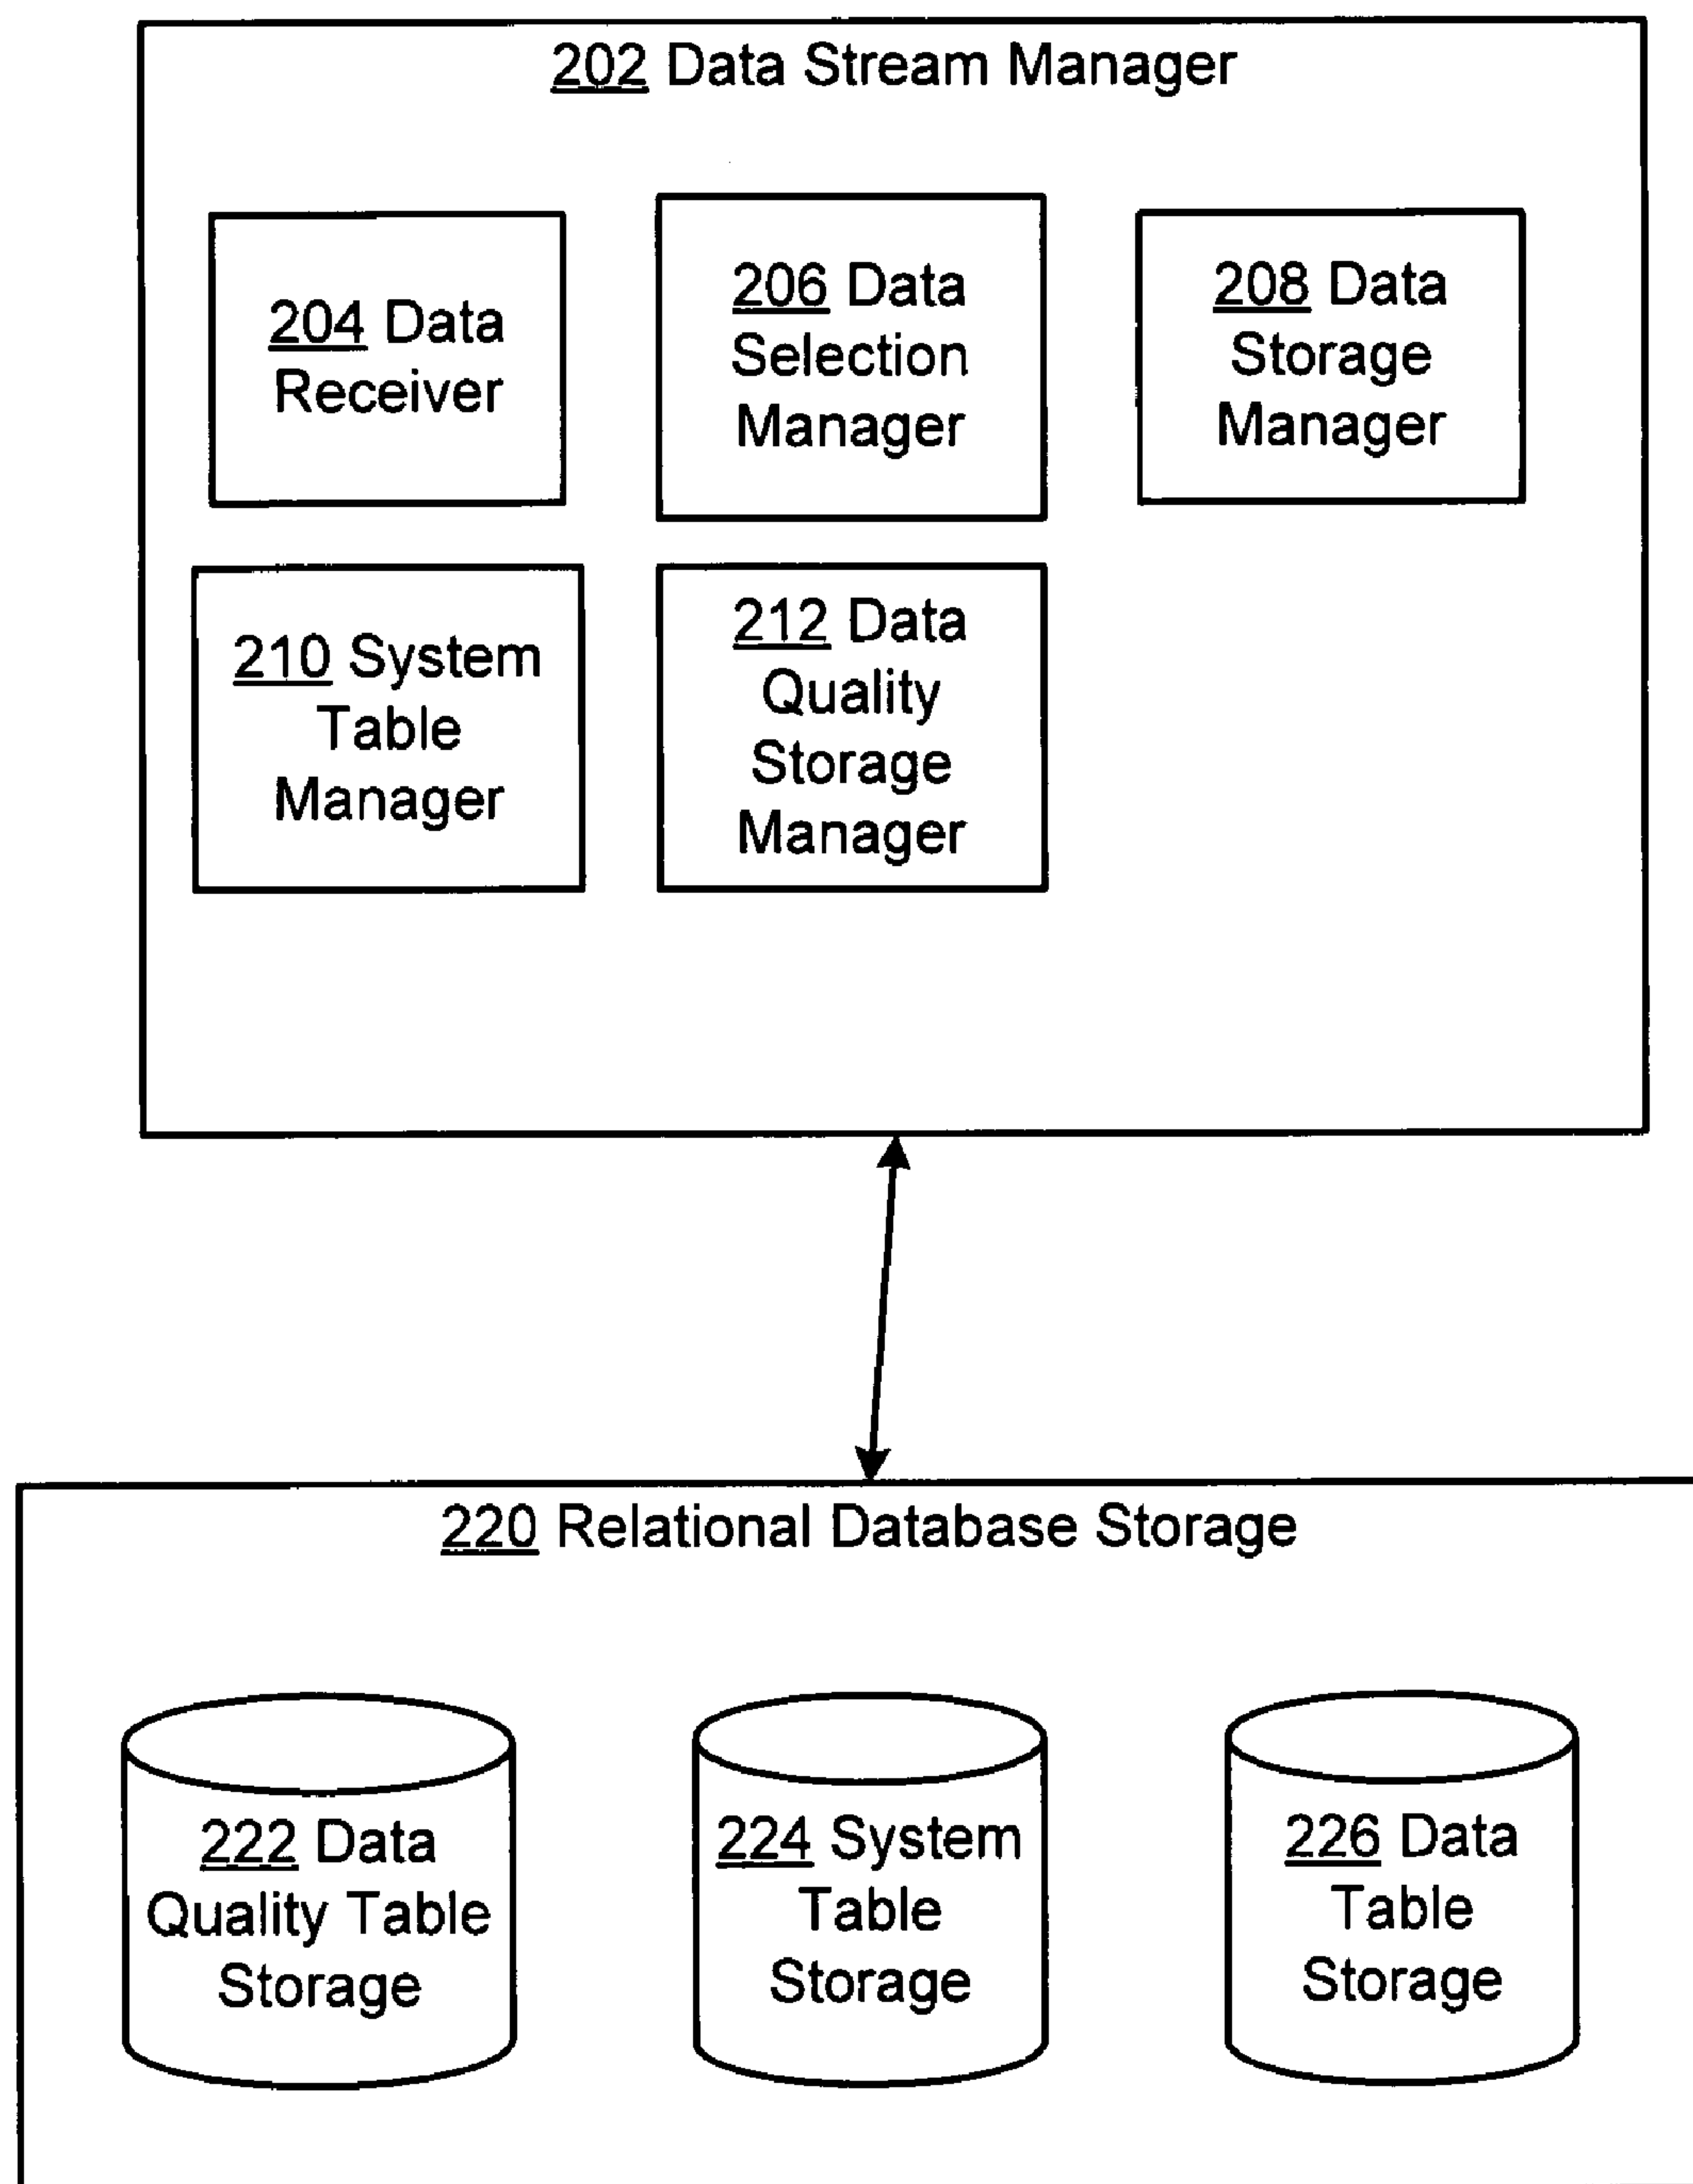 202 Data Stream Manager
204 Data
Receiver
206 Data
Selection
Manager
208 Data
Storage
Manager
210 System
Table
Manager
212 Data
Quality
Storage
Manager
220 Relational Database Storage
222 Data
Quality Table
Storage
224 System
Table
Storage
226 Data
Table
Storage